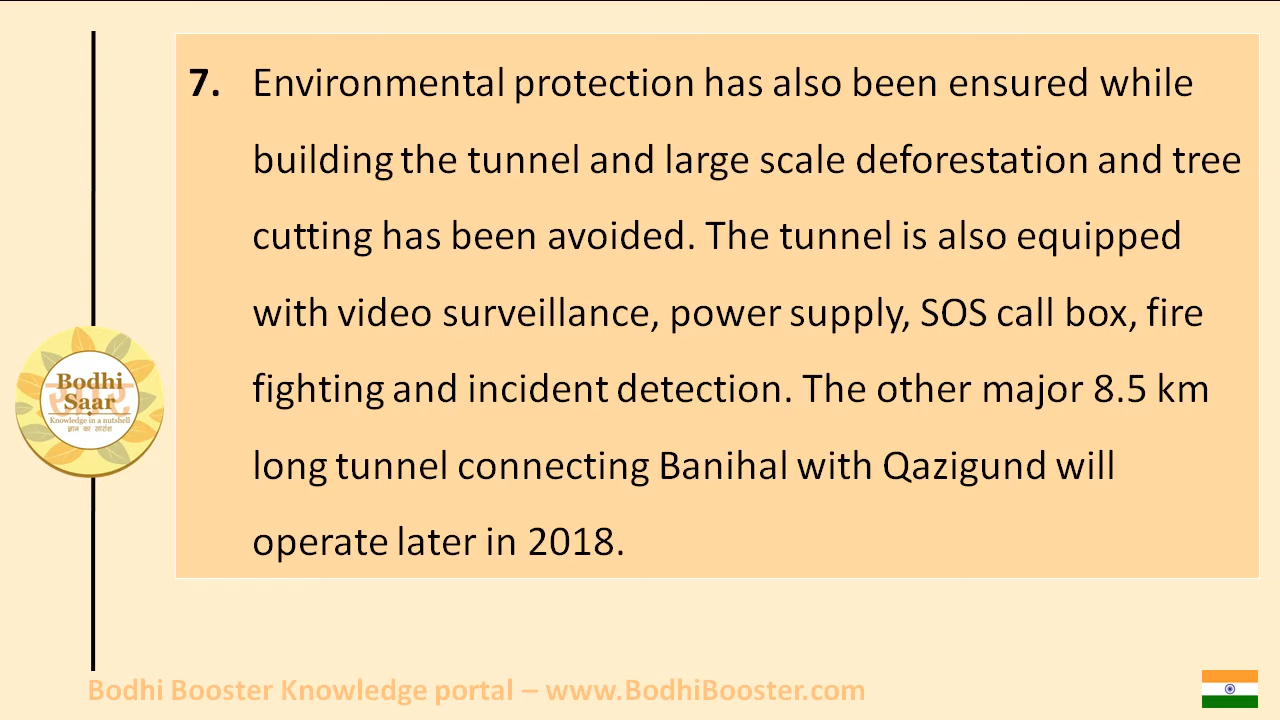 7. Environmental protection has also been ensured while
building the tunnel and large scale deforestation and tree
cutting has been avoided. The tunnel is also equipped
with video surveillance, power supply, SOS call box, fire
fighting and incident detection. The other major 8.5 km
long tunnel connecting Banihal with Qazigund will
operate later in 2018.
Bodhi
Saar
Knowledge in a nutshell
ज्ञान का सारांश
Bodhi Booster Knowledge portal – www.BodhiBooster.com